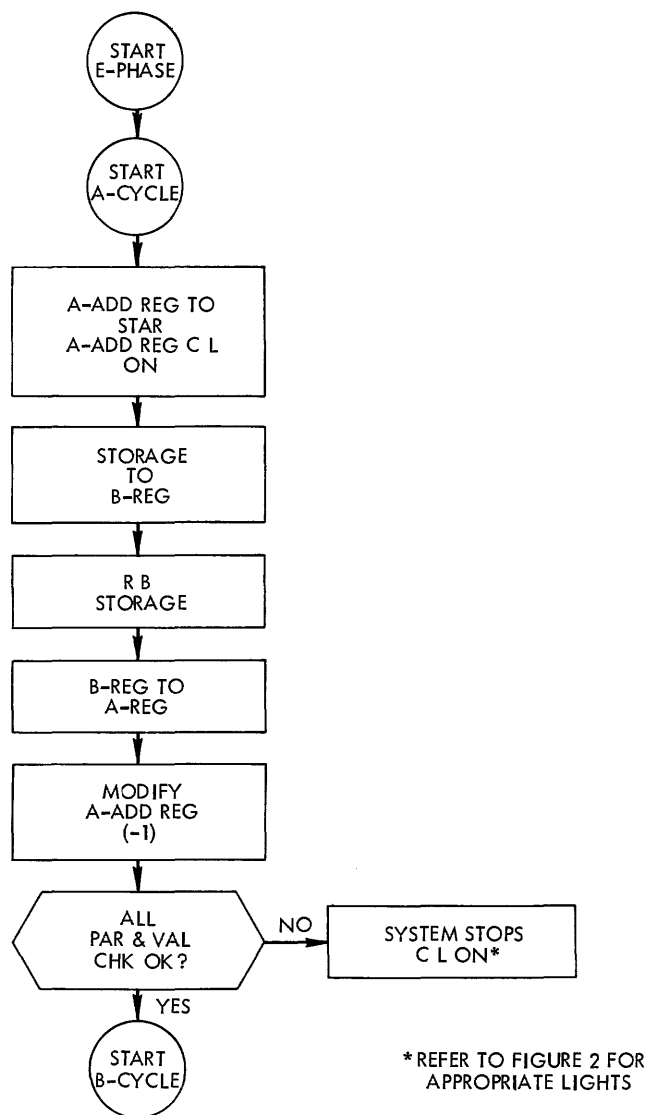 START
E-PHASE
START
A-CYCLE
A-ADD REG TO
STAR
A-ADD REG C L
ON
STORAGE
TO
B-REG
R B
STORAGE
B-REG TO
A-REG
MODIFY
A-ADD REG
(-1)
ALL
PAR & VAL
CHK OK?
NO
SYSTEM STOPS
C L ON*
YES
START
B-CYCLE
*REFER TO FIGURE 2 FOR
APPROPRIATE LIGHTS